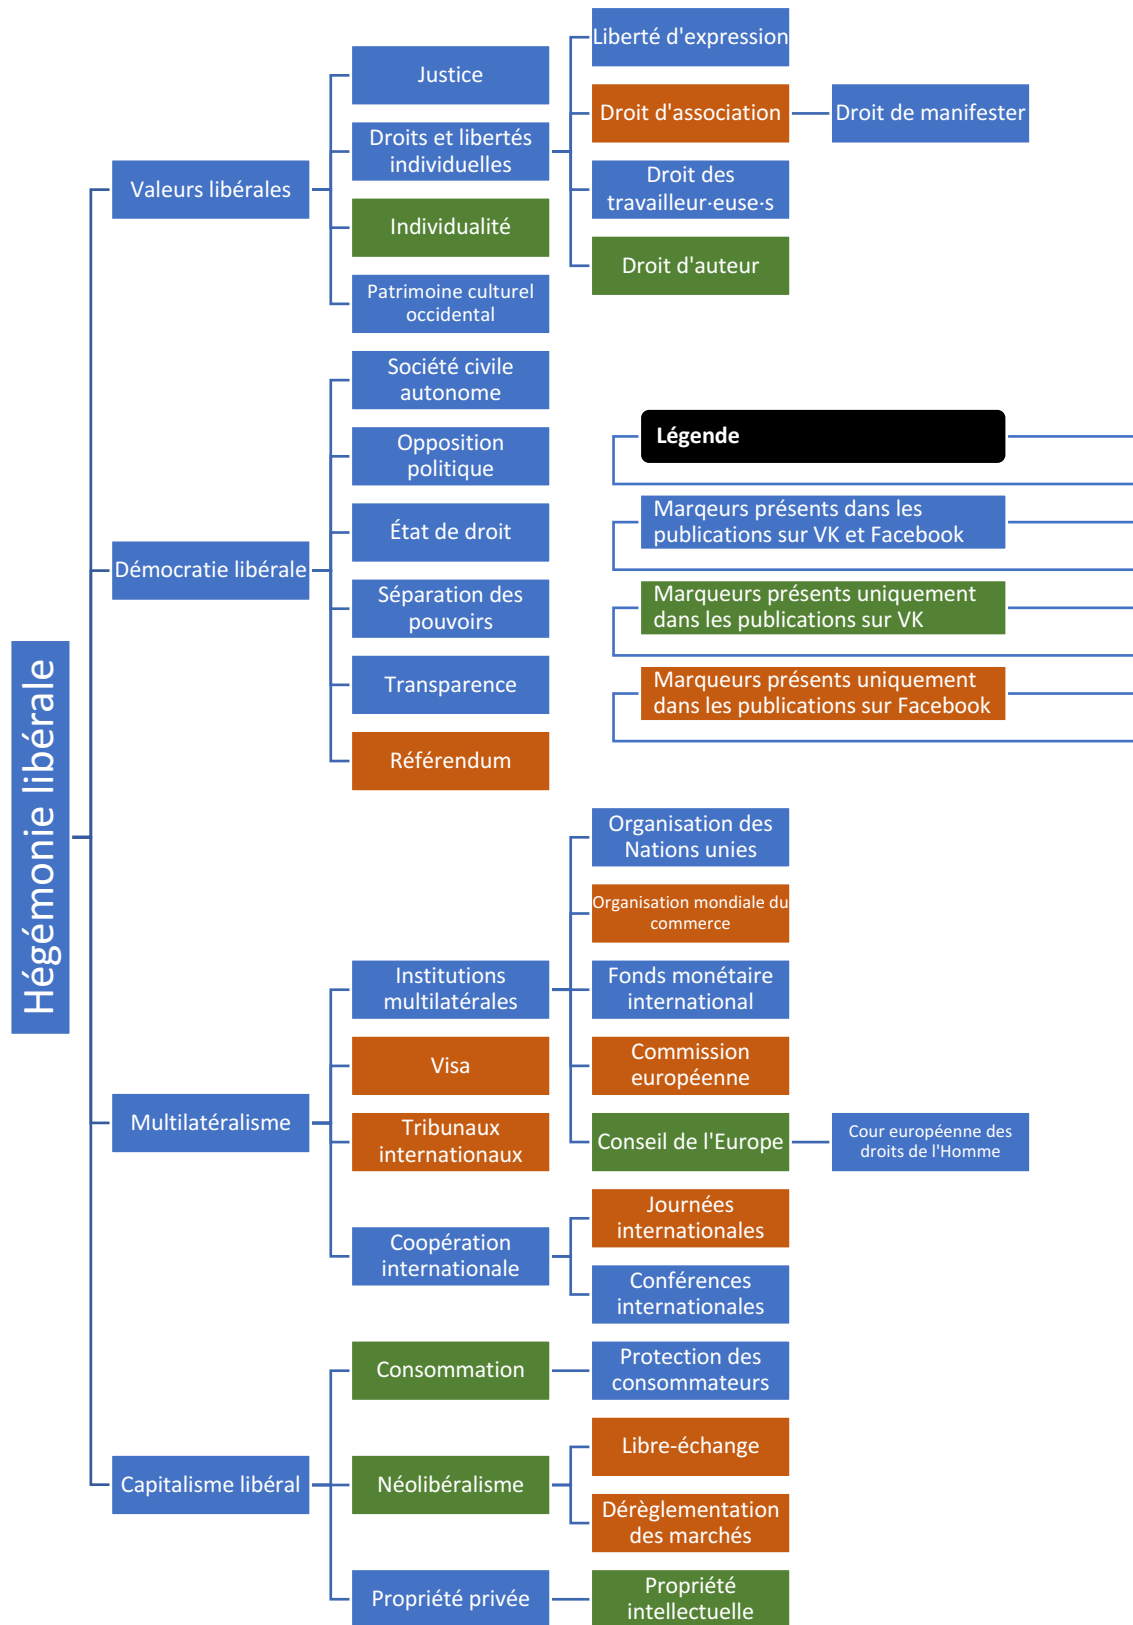 Hégémonie libérale
Valeurs libérales
Justice
Droits et libertés
individuelles
Liberté d'expression
Droit d'association
Droit de manifester
Droit des
travailleur·euse·s
Droit d'auteur
Individualité
Patrimoine culturel
occidental
Démocratie libérale
Société civile
autonome
Opposition
politique
État de droit
Séparation des
pouvoirs
Transparence
Référendum
Légende
Marqeurs présents dans les
publications sur VK et Facebook
Marqueurs présents uniquement
dans les publications sur VK
Marqueurs présents uniquement
dans les publications sur Facebook
Multilatéralisme
Institutions
multilatérales
Organisation des
Nations unies
Organisation mondiale du
commerce
Fonds monétaire
international
Commission
européenne
Conseil de l'Europe
Cour européenne des
droits de l'Homme
Visa
Tribunaux
internationaux
Coopération
internationale
Journées
internationales
Conférences
internationales
Capitalisme libéral
Consommation
Protection des
consommateurs
Néolibéralisme
Libre-échange
Dérèglementation
des marchés
Propriété privée
Propriété
intellectuelle